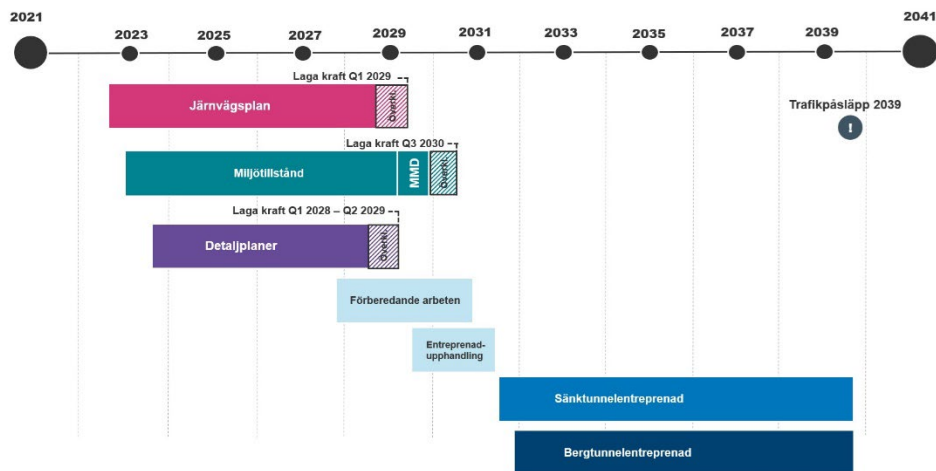 2021
2041
2023
2025
2027
2029
2031
2033
2035
2037
2039
Laga kraft Q1 2029
Järnvägsplan
Överkl.
Trafikpåsläpp 2039
!
Laga kraft Q3 2030
Miljötillstånd
MMD
Överkl.
Laga kraft Q1 2028 – Q2 2029
Detaljplaner
Överkl.
Förberedande arbeten
Entreprenad-
upphandling
Sänktunnelentreprenad
Bergtunnelentreprenad